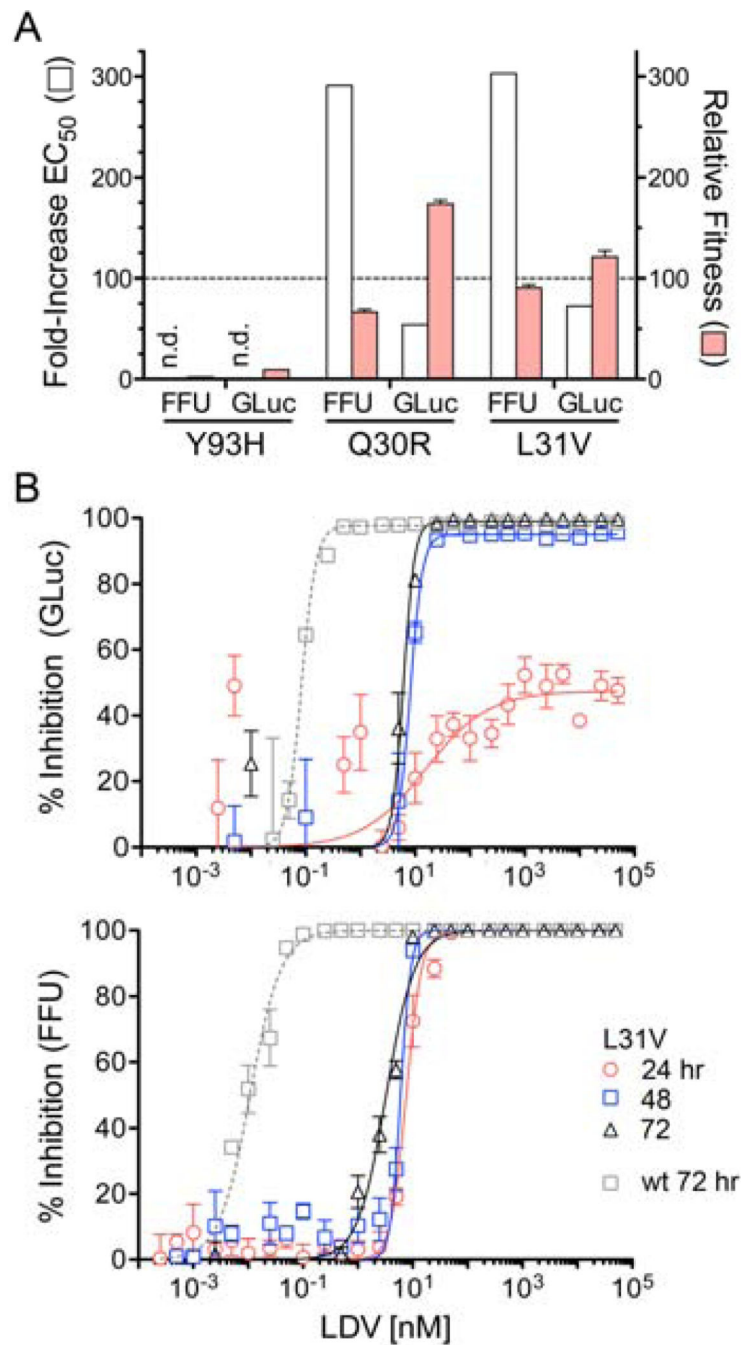 A
Fold-Increase EC50 (□)
300
200
100
0
n.d.
n.d.
300
200
100
0
Relative Fitness (□)
FFU GLuc FFU GLuc FFU GLuc
Y93H Q30R L31V
B
% Inhibition (GLuc)
100
80
60
40
20
0
10-3 10-1 101 103 105
% Inhibition (FFU)
100
80
60
40
20
0
L31V
24 hr
48
72
wt 72 hr
10-3 10-1 101 103 105
LDV [nM]